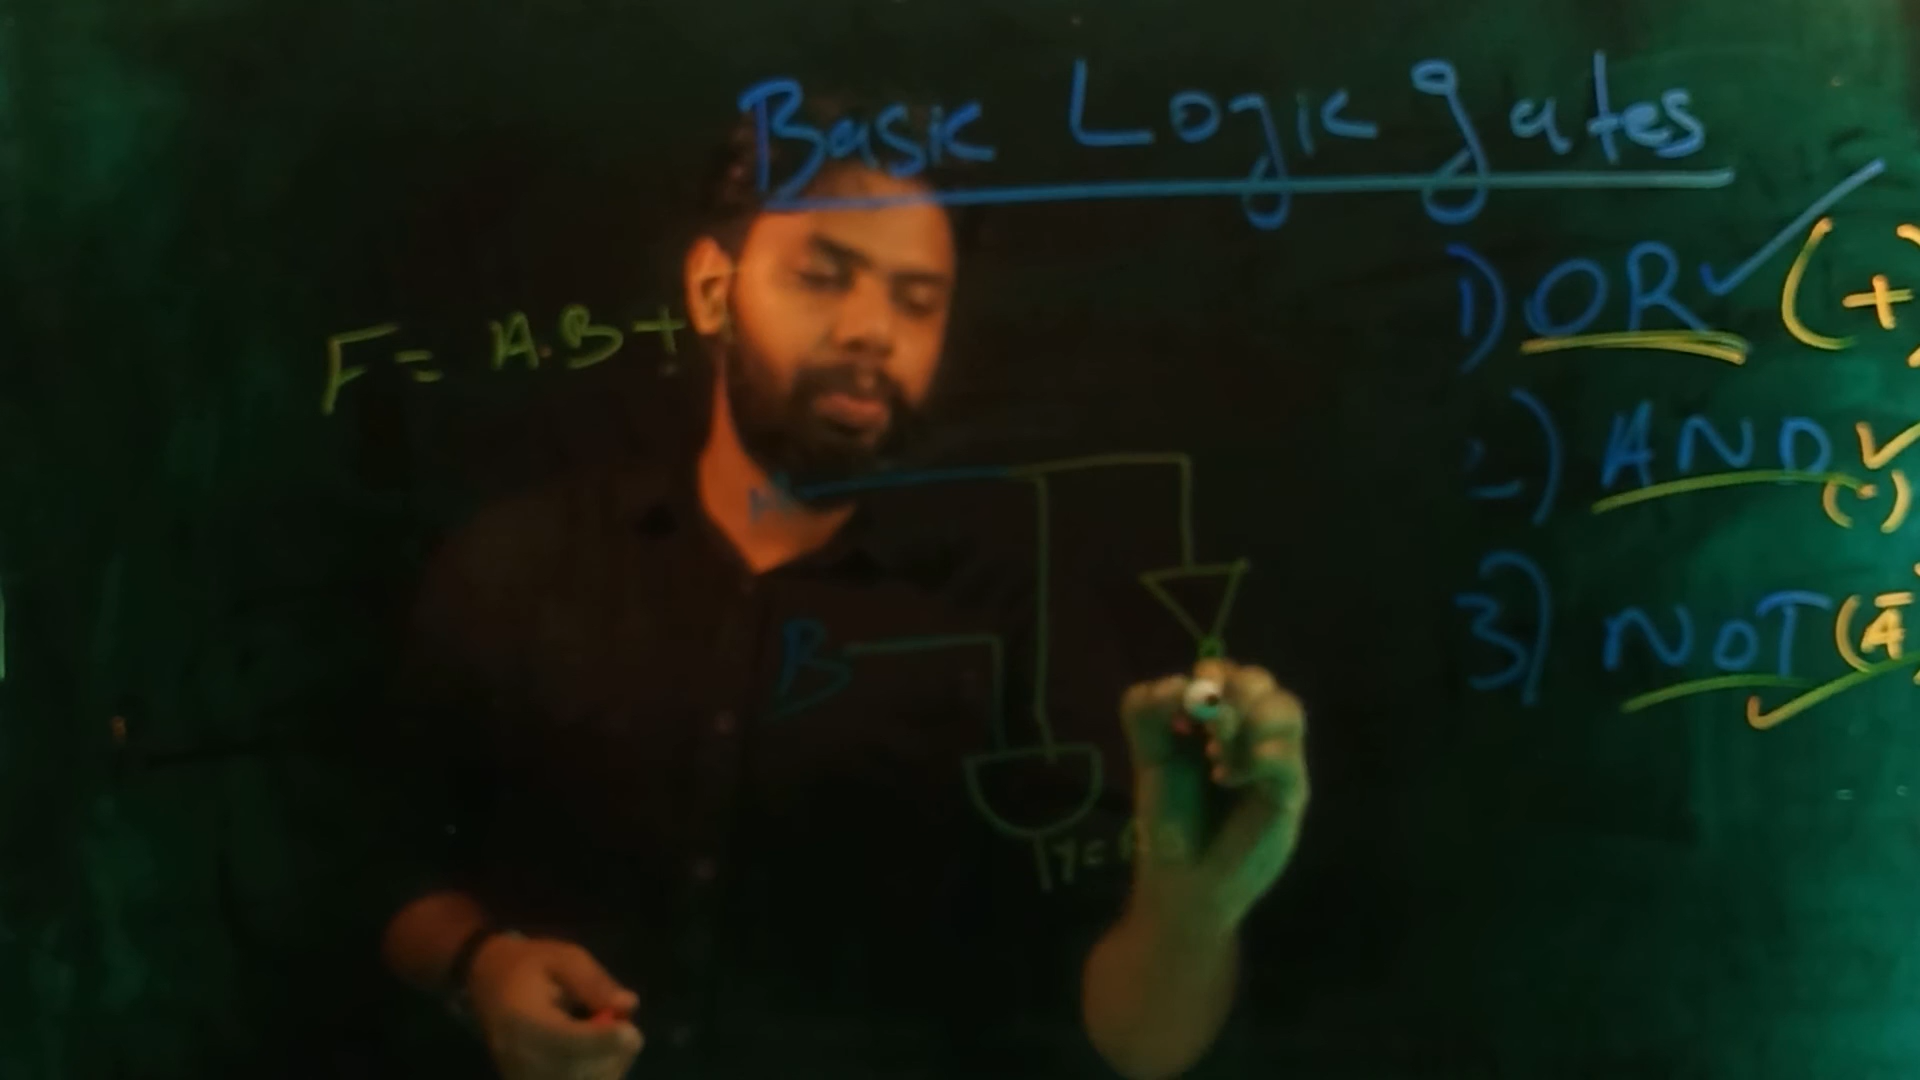 Basic Logic gates
1) OR ✓ (+)
F = A.B +
2) AND ✓ (.)
A
B
3) NOT (Ā) ✓
Y =